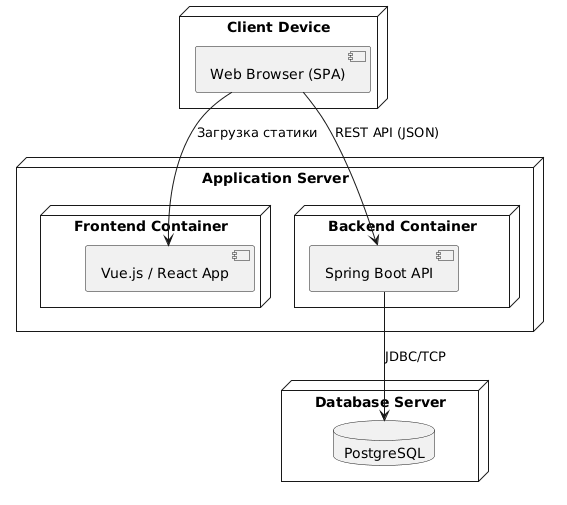 Client Device
Web Browser (SPA)
Загрузка статики
REST API (JSON)
Application Server
Frontend Container
Backend Container
Vue.js / React App
Spring Boot API
JDBC/TCP
Database Server
PostgreSQL